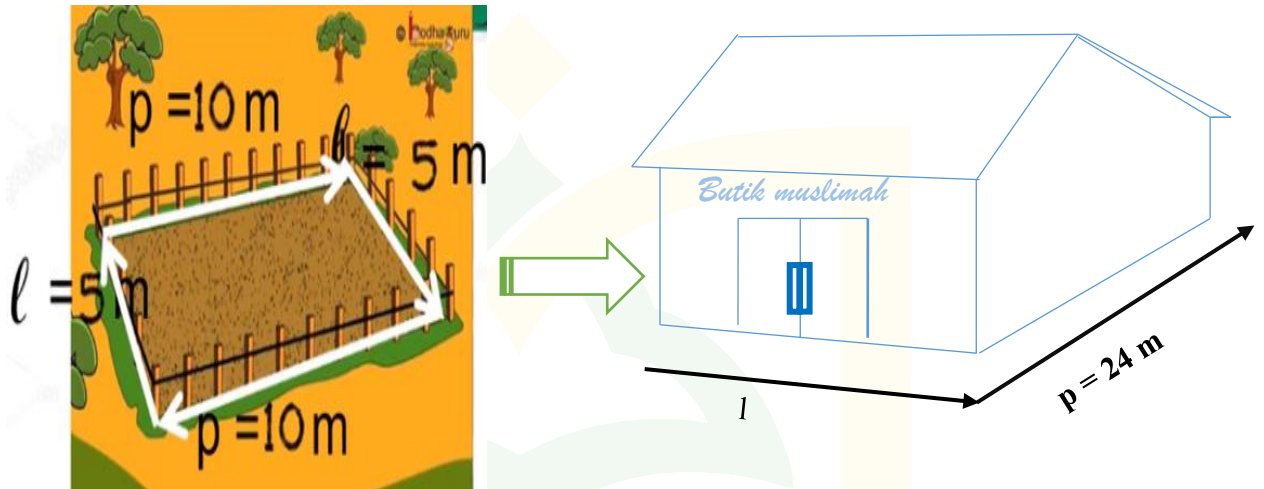 p =10 m
ℓ = 5 m
ℓ =5 m
p =10 m
Butik muslimah
l
p = 24 m